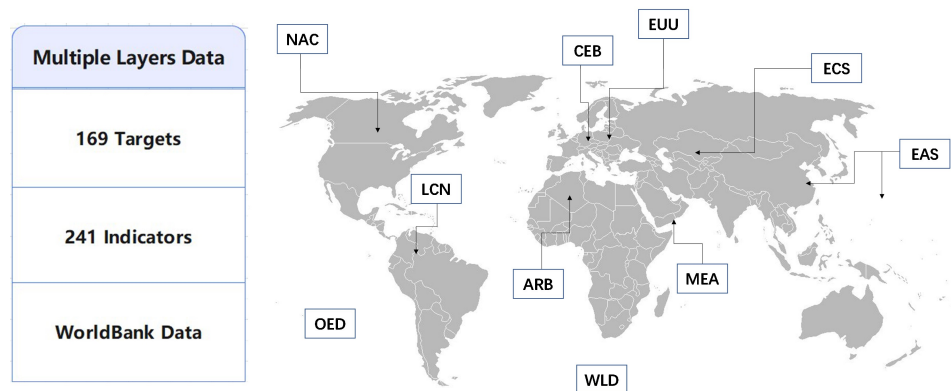 Multiple Layers Data
169 Targets
241 Indicators
WorldBank Data
NAC
CEB
EUU
ECS
EAS
LCN
ARB
MEA
OED
WLD